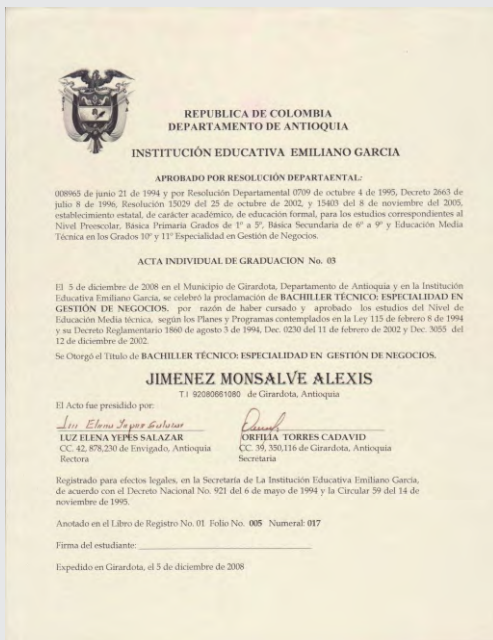 REPUBLICA DE COLOMBIA
DEPARTAMENTO DE ANTIOQUIA
INSTITUCIÓN EDUCATIVA EMILIANO GARCIA
APROBADO POR RESOLUCIÓN DEPARTAENTAL:
008965 de junio 21 de 1994 y por Resolución Departamental 0709 de octubre 4 de 1995, Decreto 2663 de
julio 8 de 1996, Resolución 15029 del 25 de octubre de 2002, y 15403 del 8 de noviembre del 2005,
establecimiento estatal, de carácter académico, de educación formal, para los estudios correspondientes al
Nivel Preescolar, Básica Primaria Grados de 1º a 5º, Básica Secundaria de 6º a 9º y Educación Media
Técnica en los Grados 10º y 11º Especialidad en Gestión de Negocios.
ACTA INDIVIDUAL DE GRADUACION No. 03
El 5 de diciembre de 2008 en el Municipio de Girardota, Departamento de Antioquia y en la Institución
Educativa Emiliano García, se celebró la proclamación de BACHILLER TÉCNICO: ESPECIALIDAD EN
GESTIÓN DE NEGOCIOS, por razón de haber cursado y aprobado los estudios del Nivel de
Educación Media técnica, según los Planes y Programas contemplados en la Ley 115 de febrero 8 de 1994
y su Decreto Reglamentario 1860 de agosto 3 de 1994, Dec. 0230 del 11 de febrero de 2002 y Dec. 3055 del
12 de diciembre de 2002.
Se Otorgó el Título de BACHILLER TÉCNICO: ESPECIALIDAD EN GESTIÓN DE NEGOCIOS.
JIMENEZ MONSALVE ALEXIS
T.I 92080661080 de Girardota, Antioquia
El Acto fue presidido por:
Luz Elena Yepes Salazar
LUZ ELENA YEPES SALAZAR ORFILIA TORRES CADAVID
CC. 42, 878,230 de Envigado, Antioquia CC. 39, 350,116 de Girardota, Antioquia
Rectora Secretaria
Registrado para efectos legales, en la Secretaría de La Institución Educativa Emiliano García,
de acuerdo con el Decreto Nacional No. 921 del 6 de mayo de 1994 y la Circular 59 del 14 de
noviembre de 1995.
Anotado en el Libro de Registro No. 01 Folio No. 005 Numeral: 017
Firma del estudiante:
Expedido en Girardota, el 5 de diciembre de 2008